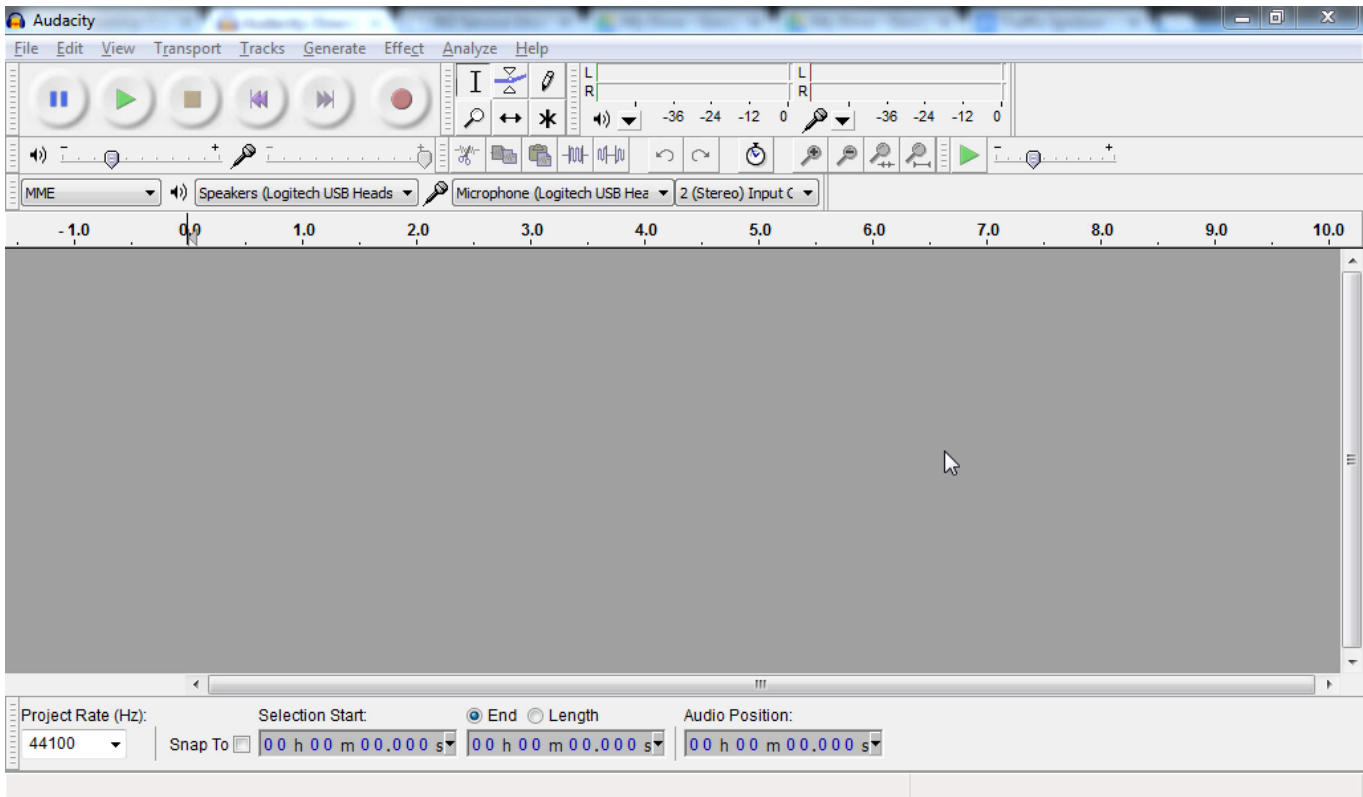 Audacity
File Edit View Transport Tracks Generate Effect Analyze Help
L
R
-36 -24 -12 0
L
R
-36 -24 -12 0
MME Speakers (Logitech USB Heads Microphone (Logitech USB Hea 2 (Stereo) Input C
- 1.0 0.0 1.0 2.0 3.0 4.0 5.0 6.0 7.0 8.0 9.0 10.0
Project Rate (Hz): Selection Start: End Length Audio Position:
44100 Snap To 00 h 00 m 00.000 s 00 h 00 m 00.000 s 00 h 00 m 00.000 s